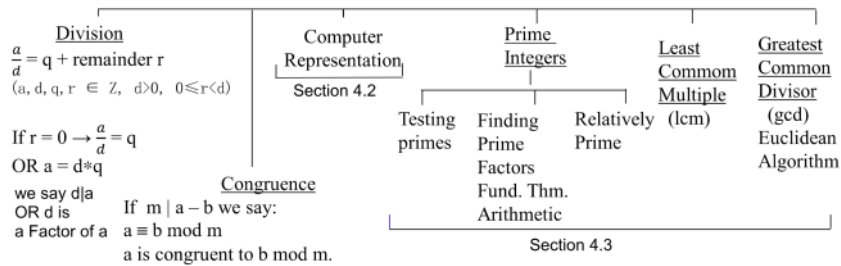 Division
a/d = q + remainder r
(a, d, q, r ∈ Z, d>0, 0⩽r<d)
If r = 0 → a/d = q
OR a = d*q
we say d|a
OR d is
a Factor of a
Congruence
If m | a – b we say:
a ≡ b mod m
a is congruent to b mod m.
Computer
Representation
Section 4.2
Prime
Integers
Testing
primes
Finding
Prime
Factors
Fund. Thm.
Arithmetic
Relatively
Prime
Least
Commom
Multiple
(lcm)
Greatest
Common
Divisor
(gcd)
Euclidean
Algorithm
Section 4.3